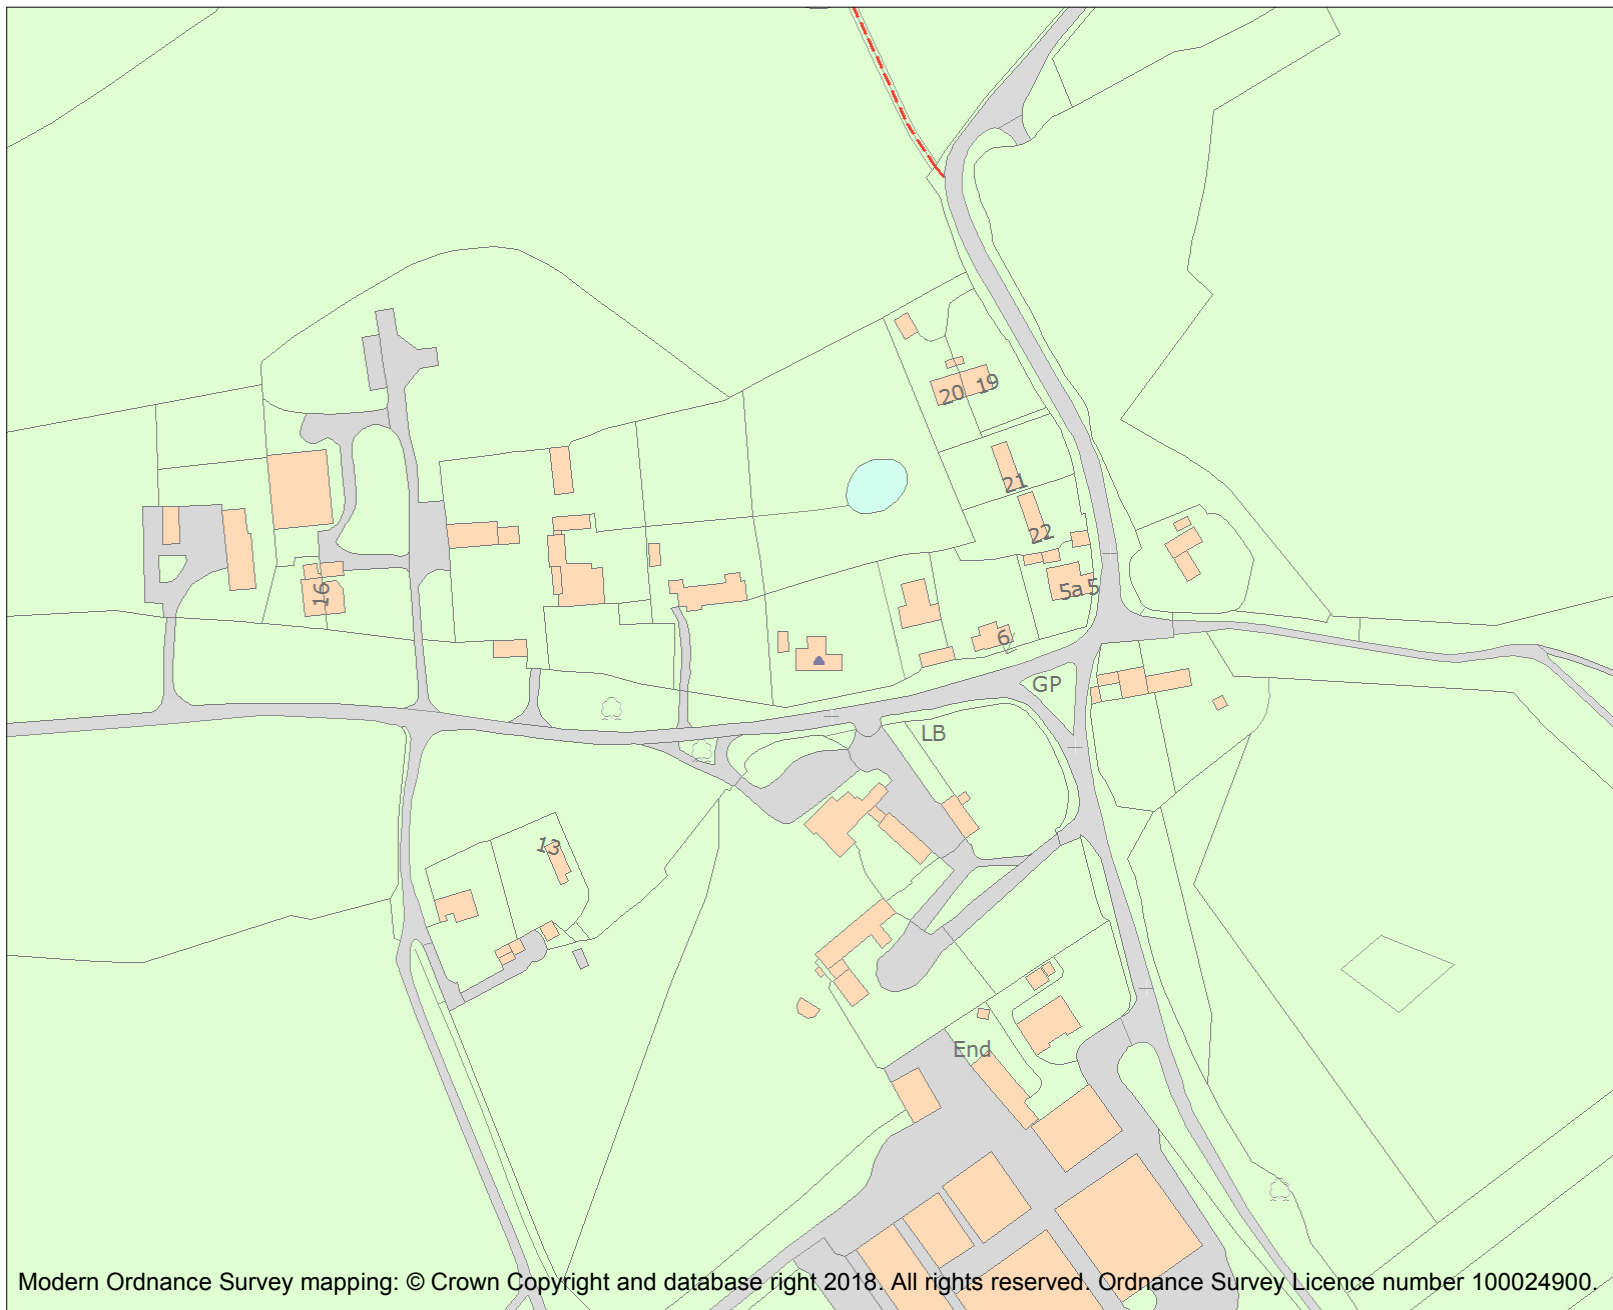 20 19
21
22
5a 5
16
6
GP
LB
13
End
Modern Ordnance Survey mapping: © Crown Copyright and database right 2018. All rights reserved. Ordnance Survey Licence number 100024900.